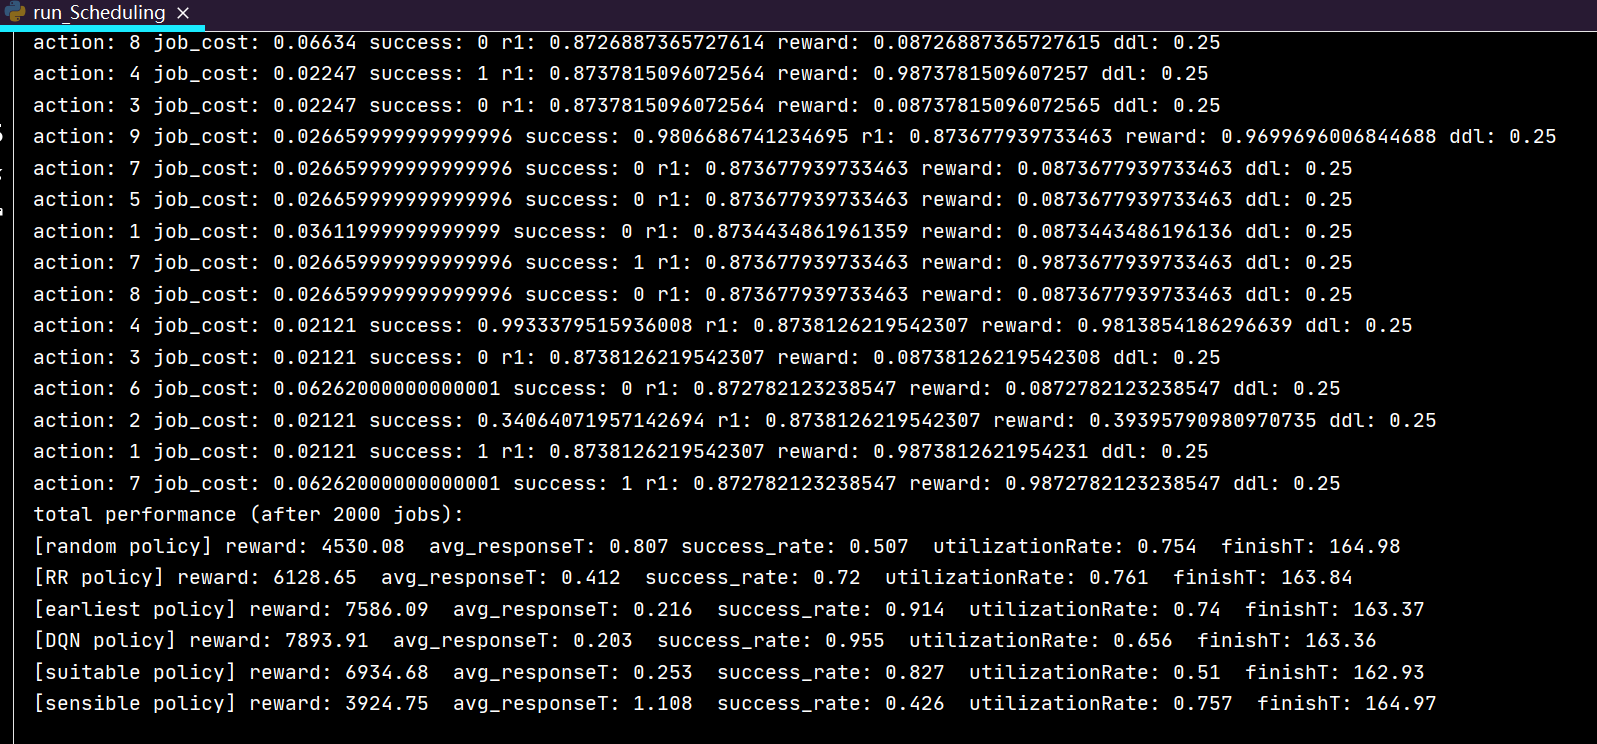 run_Scheduling ×
action: 8 job_cost: 0.06634 success: 0 r1: 0.8726887365727614 reward: 0.08726887365727615 ddl: 0.25
action: 4 job_cost: 0.02247 success: 1 r1: 0.8737815096072564 reward: 0.9873781509607257 ddl: 0.25
action: 3 job_cost: 0.02247 success: 0 r1: 0.8737815096072564 reward: 0.08737815096072565 ddl: 0.25
action: 9 job_cost: 0.026659999999999996 success: 0.9806686741234695 r1: 0.873677939733463 reward: 0.9699696006844688 ddl: 0.25
action: 7 job_cost: 0.026659999999999996 success: 0 r1: 0.873677939733463 reward: 0.0873677939733463 ddl: 0.25
action: 5 job_cost: 0.026659999999999996 success: 0 r1: 0.873677939733463 reward: 0.0873677939733463 ddl: 0.25
action: 1 job_cost: 0.03611999999999999 success: 0 r1: 0.8734434861961359 reward: 0.0873443486196136 ddl: 0.25
action: 7 job_cost: 0.026659999999999996 success: 1 r1: 0.873677939733463 reward: 0.9873677939733463 ddl: 0.25
action: 8 job_cost: 0.026659999999999996 success: 0 r1: 0.873677939733463 reward: 0.0873677939733463 ddl: 0.25
action: 4 job_cost: 0.02121 success: 0.9933379515936008 r1: 0.8738126219542307 reward: 0.9813854186296639 ddl: 0.25
action: 3 job_cost: 0.02121 success: 0 r1: 0.8738126219542307 reward: 0.08738126219542308 ddl: 0.25
action: 6 job_cost: 0.06262000000000001 success: 0 r1: 0.872782123238547 reward: 0.0872782123238547 ddl: 0.25
action: 2 job_cost: 0.02121 success: 0.34064071957142694 r1: 0.8738126219542307 reward: 0.39395790980970735 ddl: 0.25
action: 1 job_cost: 0.02121 success: 1 r1: 0.8738126219542307 reward: 0.9873812621954231 ddl: 0.25
action: 7 job_cost: 0.06262000000000001 success: 1 r1: 0.872782123238547 reward: 0.9872782123238547 ddl: 0.25
total performance (after 2000 jobs):
[random policy] reward: 4530.08  avg_responseT: 0.807 success_rate: 0.507  utilizationRate: 0.754  finishT: 164.98
[RR policy] reward: 6128.65  avg_responseT: 0.412  success_rate: 0.72  utilizationRate: 0.761  finishT: 163.84
[earliest policy] reward: 7586.09  avg_responseT: 0.216  success_rate: 0.914  utilizationRate: 0.74  finishT: 163.37
[DQN policy] reward: 7893.91  avg_responseT: 0.203  success_rate: 0.955  utilizationRate: 0.656  finishT: 163.36
[suitable policy] reward: 6934.68  avg_responseT: 0.253  success_rate: 0.827  utilizationRate: 0.51  finishT: 162.93
[sensible policy] reward: 3924.75  avg_responseT: 1.108  success_rate: 0.426  utilizationRate: 0.757  finishT: 164.97